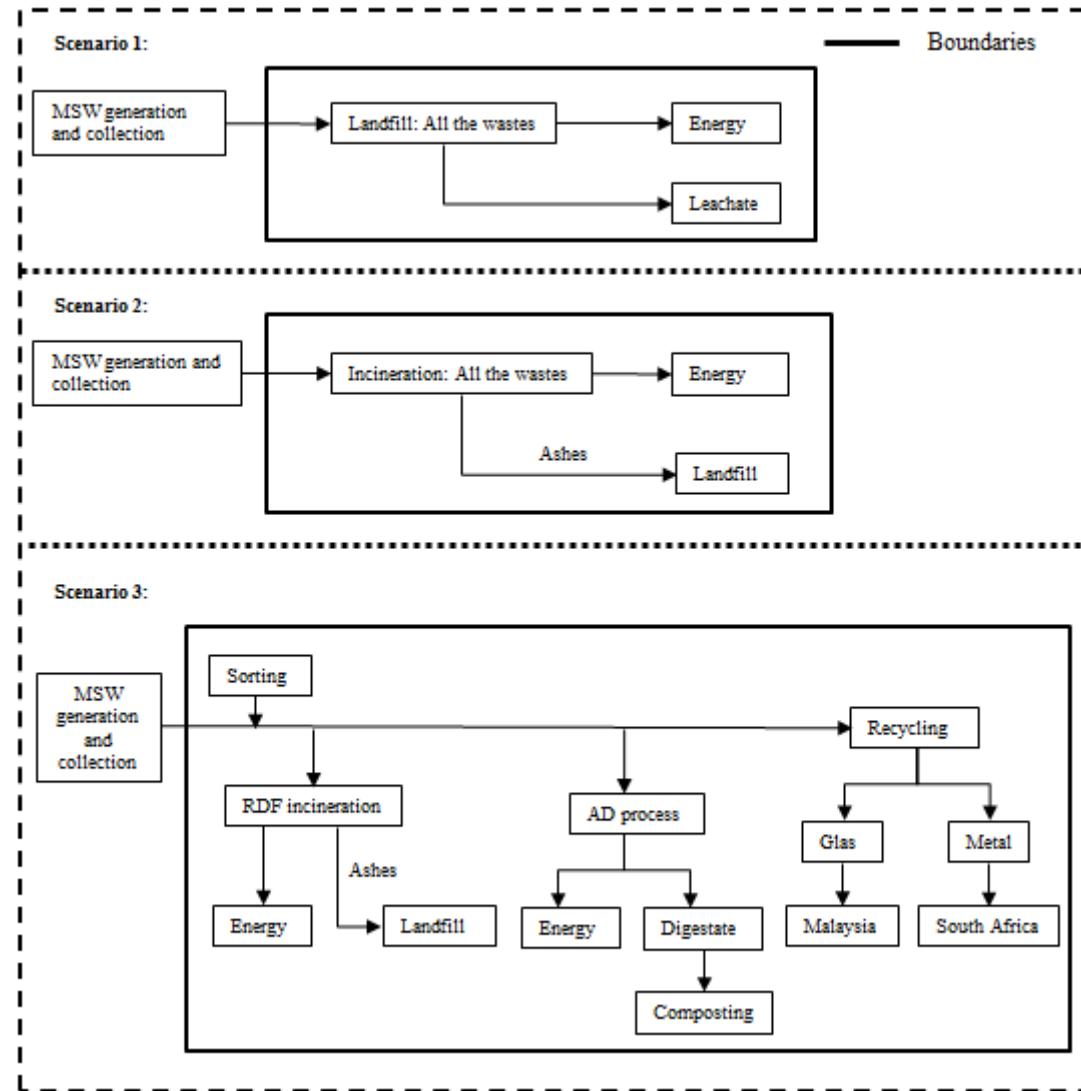 Scenario 1:
Boundaries
MSW generation
and collection
Landfill: All the wastes
Energy
Leachate
Scenario 2:
MSW generation and
collection
Incineration: All the wastes
Energy
Ashes
Landfill
Scenario 3:
MSW
generation
and
collection
Sorting
Recycling
RDF incineration
AD process
Glas
Metal
Ashes
Energy
Landfill
Energy
Digestate
Malaysia
South Africa
Composting